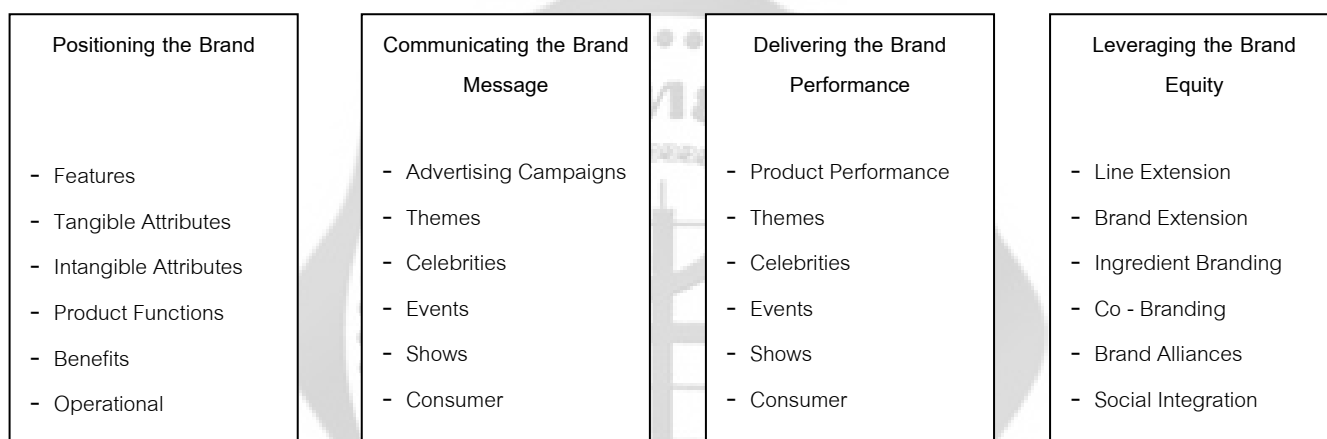 Positioning the Brand
- Features
- Tangible Attributes
- Intangible Attributes
- Product Functions
- Benefits
- Operational
Communicating the Brand
Message
- Advertising Campaigns
- Themes
- Celebrities
- Events
- Shows
- Consumer
Delivering the Brand
Performance
- Product Performance
- Themes
- Celebrities
- Events
- Shows
- Consumer
Leveraging the Brand
Equity
- Line Extension
- Brand Extension
- Ingredient Branding
- Co - Branding
- Brand Alliances
- Social Integration